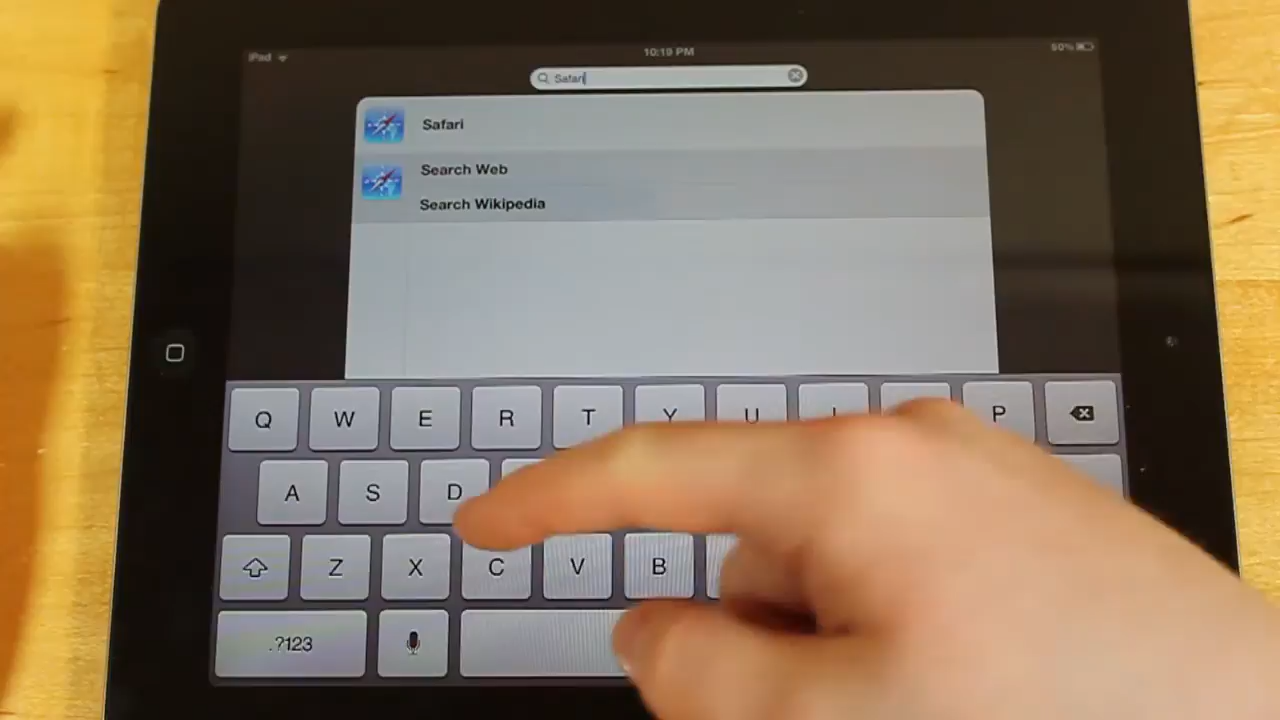 iPad 10:19 PM 50%
Safari
Safari
Search Web
Search Wikipedia
Q W E R T Y U P
A S D
Z X C V B
.?123